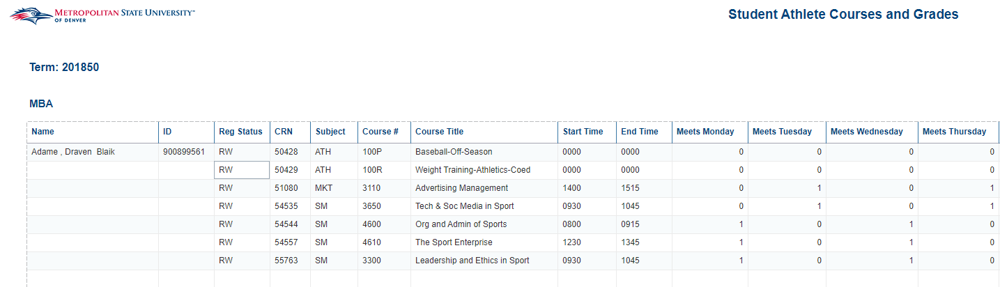 METROPOLITAN STATE UNIVERSITY™
OF DENVER
Student Athlete Courses and Grades
Term: 201850
MBA
Name ID Reg Status CRN Subject Course # Course Title Start Time End Time Meets Monday Meets Tuesday Meets Wednesday Meets Thursday
Adame , Draven Blaik 900899561 RW 50428 ATH 100P Baseball-Off-Season 0000 0000 0 0 0 0
RW 50429 ATH 100R Weight Training-Athletics-Coed 0000 0000 0 0 0 0
RW 51080 MKT 3110 Advertising Management 1400 1515 0 1 0 1
RW 54535 SM 3650 Tech & Soc Media in Sport 0930 1045 0 1 0 1
RW 54544 SM 4600 Org and Admin of Sports 0800 0915 1 0 1 0
RW 54557 SM 4610 The Sport Enterprise 1230 1345 1 0 1 0
RW 55763 SM 3300 Leadership and Ethics in Sport 0930 1045 1 0 1 0